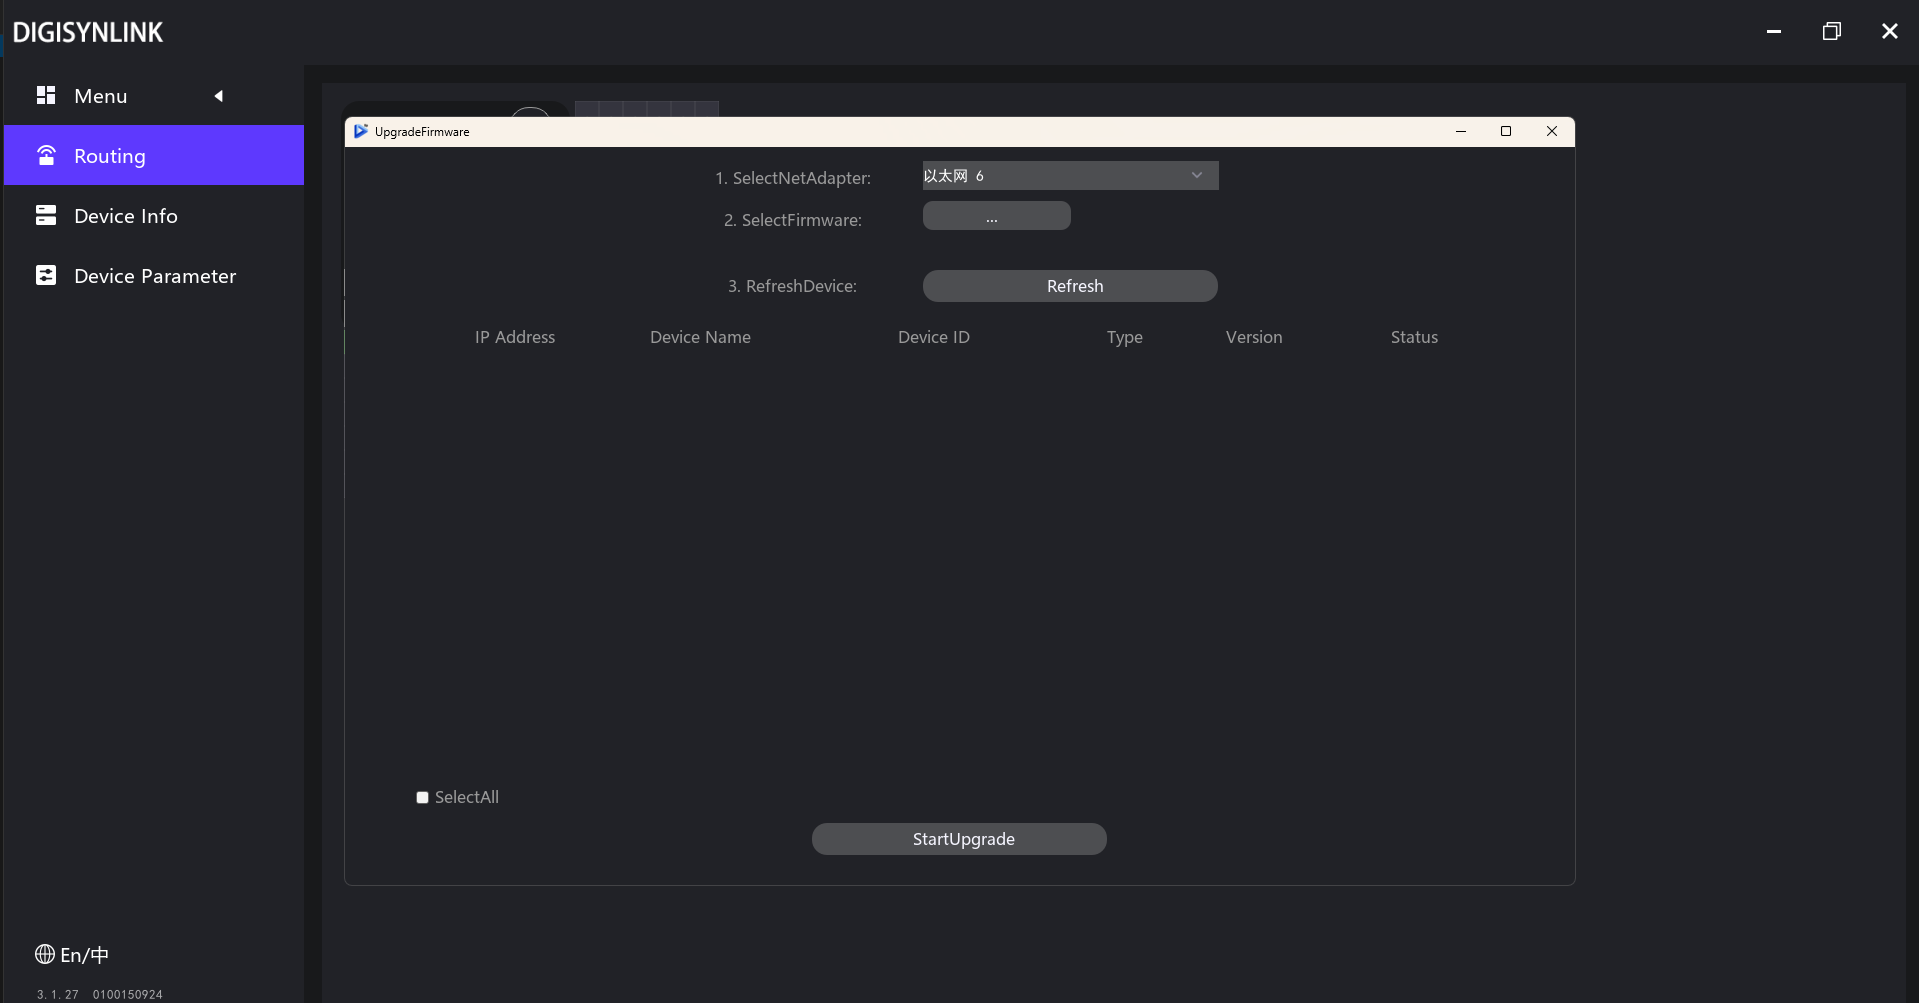 DIGISYNLINK
Menu
Routing
Device Info
Device Parameter
UpgradeFirmware
1. SelectNetAdapter:
以太网 6
2. SelectFirmware:
...
3. RefreshDevice:
Refresh
IP Address Device Name Device ID Type Version Status
SelectAll
StartUpgrade
En/中
3.1.27 0100150924